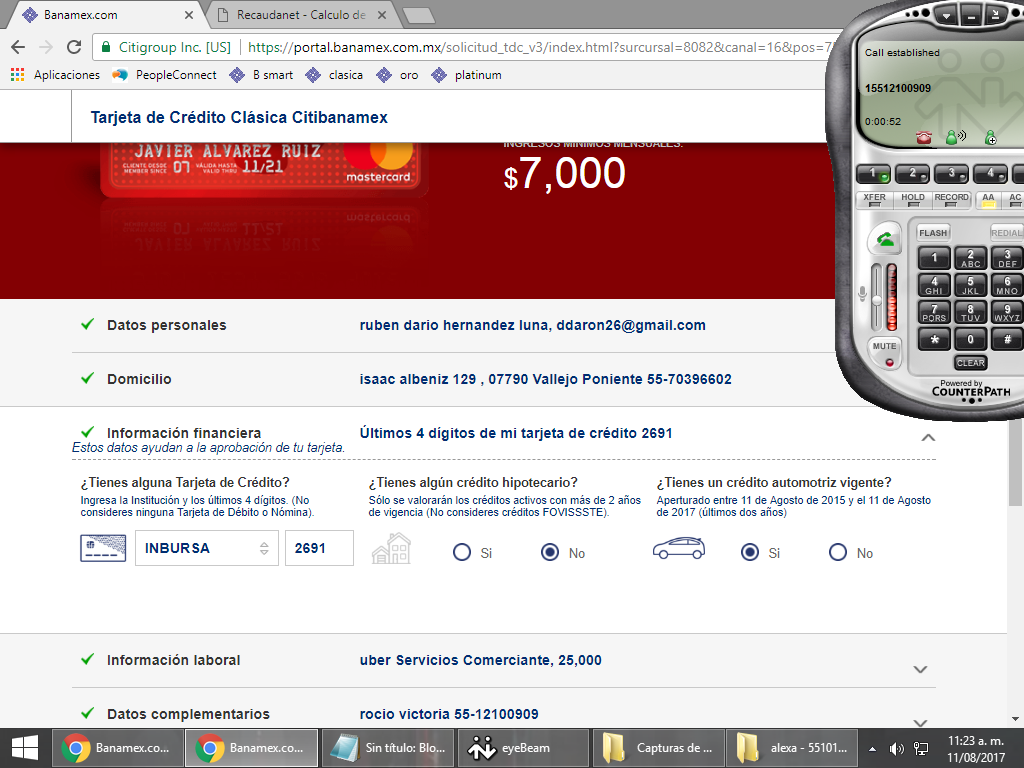 Banamex.com
Recaudanet - Calculo de
Citigroup Inc. [US]
https://portal.banamex.com.mx/solicitud_tdc_v3/index.html?surcursal=8082&canal=16&pos=7
Aplicaciones
PeopleConnect
B smart
clasica
oro
platinum
Tarjeta de Crédito Clásica Citibanamex
JAVIER ALVAREZ RUIZ
CLIENTE DESDE
MEMBER SINCE
07
VÁLIDA HASTA
VALID THRU
11/21
mastercard.
INGRESOS MÍNIMOS MENSUALES:
$7,000
Datos personales
ruben dario hernandez luna, ddaron26@gmail.com
Domicilio
isaac albeniz 129 , 07790 Vallejo Poniente 55-70396602
Información financiera
Últimos 4 dígitos de mi tarjeta de crédito 2691
Estos datos ayudan a la aprobación de tu tarjeta.
¿Tienes alguna Tarjeta de Crédito?
Ingresa la Institución y los últimos 4 dígitos. (No
consideres ninguna Tarjeta de Débito o Nómina).
INBURSA
2691
¿Tienes algún crédito hipotecario?
Sólo se valorarán los créditos activos con más de 2 años
de vigencia (No consideres créditos FOVISSSTE).
Si
No
¿Tienes un crédito automotriz vigente?
Aperturado entre 11 de Agosto de 2015 y el 11 de Agosto
de 2017 (últimos dos años)
Si
No
Información laboral
uber Servicios Comerciante, 25,000
Datos complementarios
rocio victoria 55-12100909
Call established
15512100909
0:00:52
1
2
3
4
XFER
HOLD
RECORD
AA
AC
FLASH
REDIAL
1
2
ABC
3
DEF
4
GHI
5
JKL
6
MNO
7
PQRS
8
TUV
9
WXYZ
*
0
#
MUTE
CLEAR
Powered by
COUNTERPATH
Banamex.co...
Banamex.co...
Sin título: Blo...
eyeBeam
Capturas de ...
alexa - 55101...
11:23 a. m.
11/08/2017